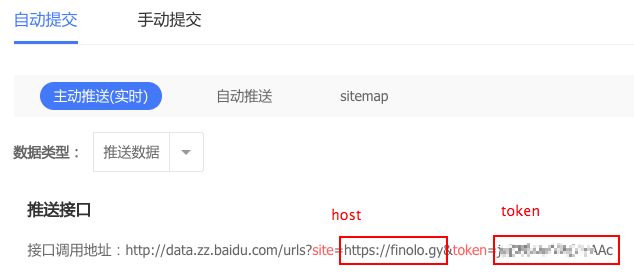 自动提交 手动提交
主动推送(实时) 自动推送 sitemap
数据类型： 推送数据
推送接口
host token
接口调用地址：http://data.zz.baidu.com/urls?site=https://finolo.gy&token=